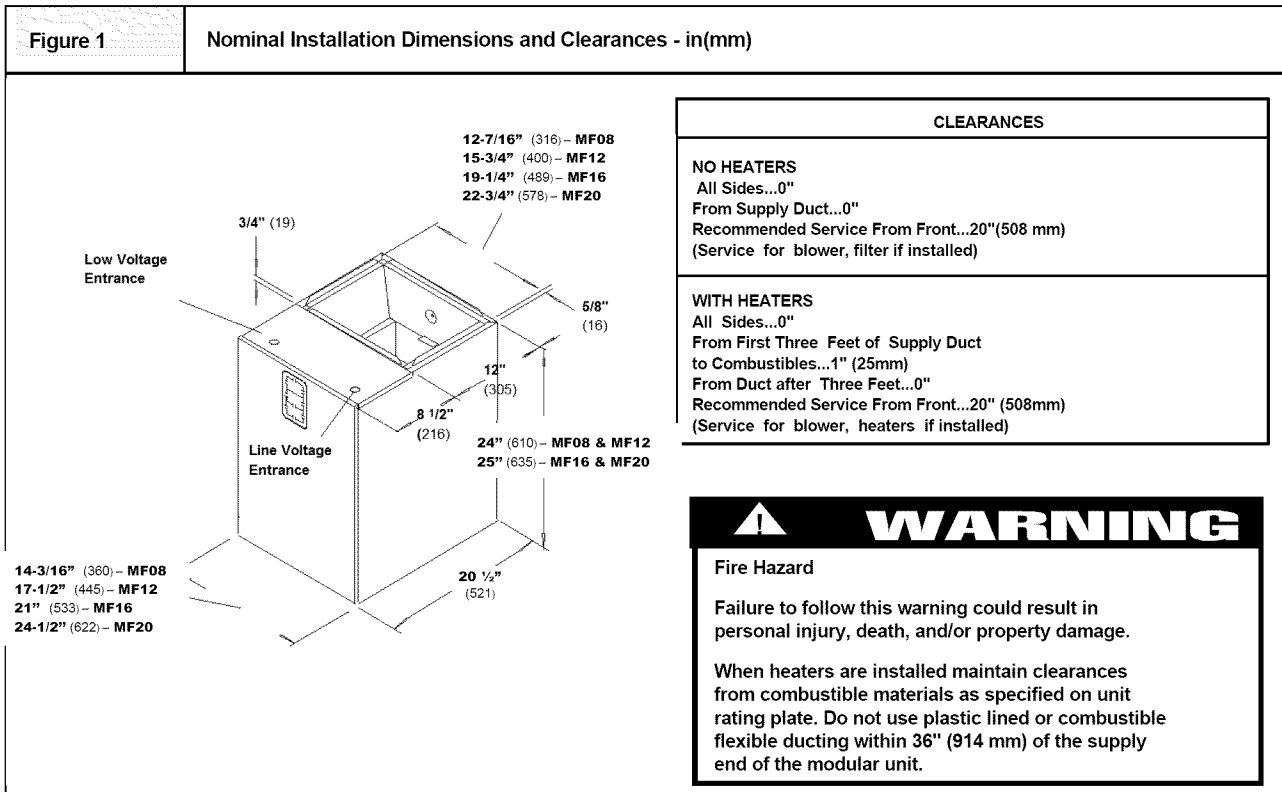 Figure 1
Nominal Installation Dimensions and Clearances - in(mm)
12-7/16” (316) – MF08
15-3/4” (400) – MF12
19-1/4” (489) – MF16
22-3/4” (578) – MF20
3/4" (19)
Low Voltage
Entrance
5/8"
(16)
12"
(305)
8 1/2"
(216)
Line Voltage
Entrance
24” (610) – MF08 & MF12
25” (635) – MF16 & MF20
14-3/16” (360) – MF08
17-1/2” (445) – MF12
21” (533) – MF16
24-1/2” (622) – MF20
20 ½”
(521)
CLEARANCES
NO HEATERS
All Sides...0"
From Supply Duct...0"
Recommended Service From Front...20"(508 mm)
(Service for blower, filter if installed)
WITH HEATERS
All Sides...0"
From First Three Feet of Supply Duct
to Combustibles...1" (25mm)
From Duct after Three Feet...0"
Recommended Service From Front...20" (508mm)
(Service for blower, heaters if installed)
! WARNING
Fire Hazard
Failure to follow this warning could result in
personal injury, death, and/or property damage.
When heaters are installed maintain clearances
from combustible materials as specified on unit
rating plate. Do not use plastic lined or combustible
flexible ducting within 36" (914 mm) of the supply
end of the modular unit.